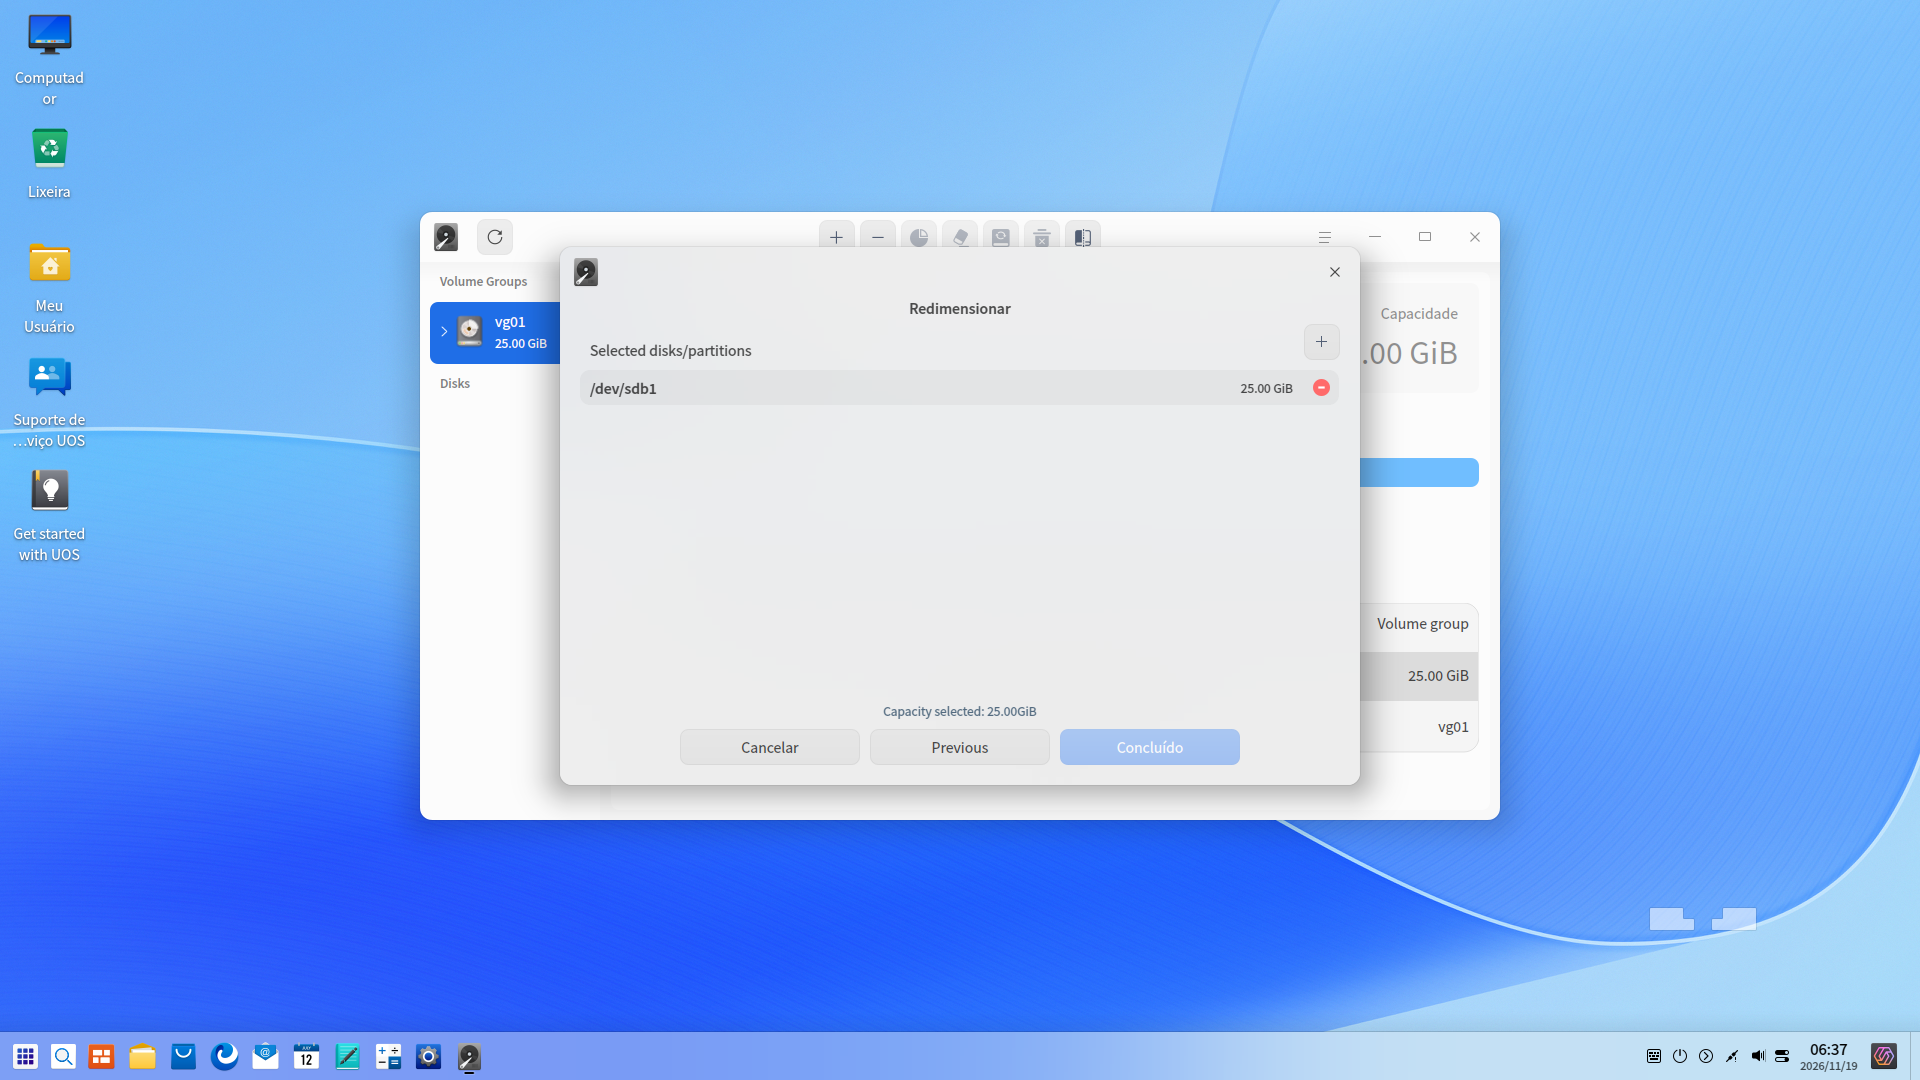 Computad
or
Lixeira
Meu
Usuário
Suporte de
...viço UOS
Get started
with UOS
Volume Groups
vg01
25.00 GiB
Disks
Redimensionar
Selected disks/partitions
/dev/sdb1
25.00 GiB
Capacity selected: 25.00GiB
Cancelar
Previous
Concluído
Capacidade
.00 GiB
Volume group
25.00 GiB
vg01
12
06:37
2026/11/19